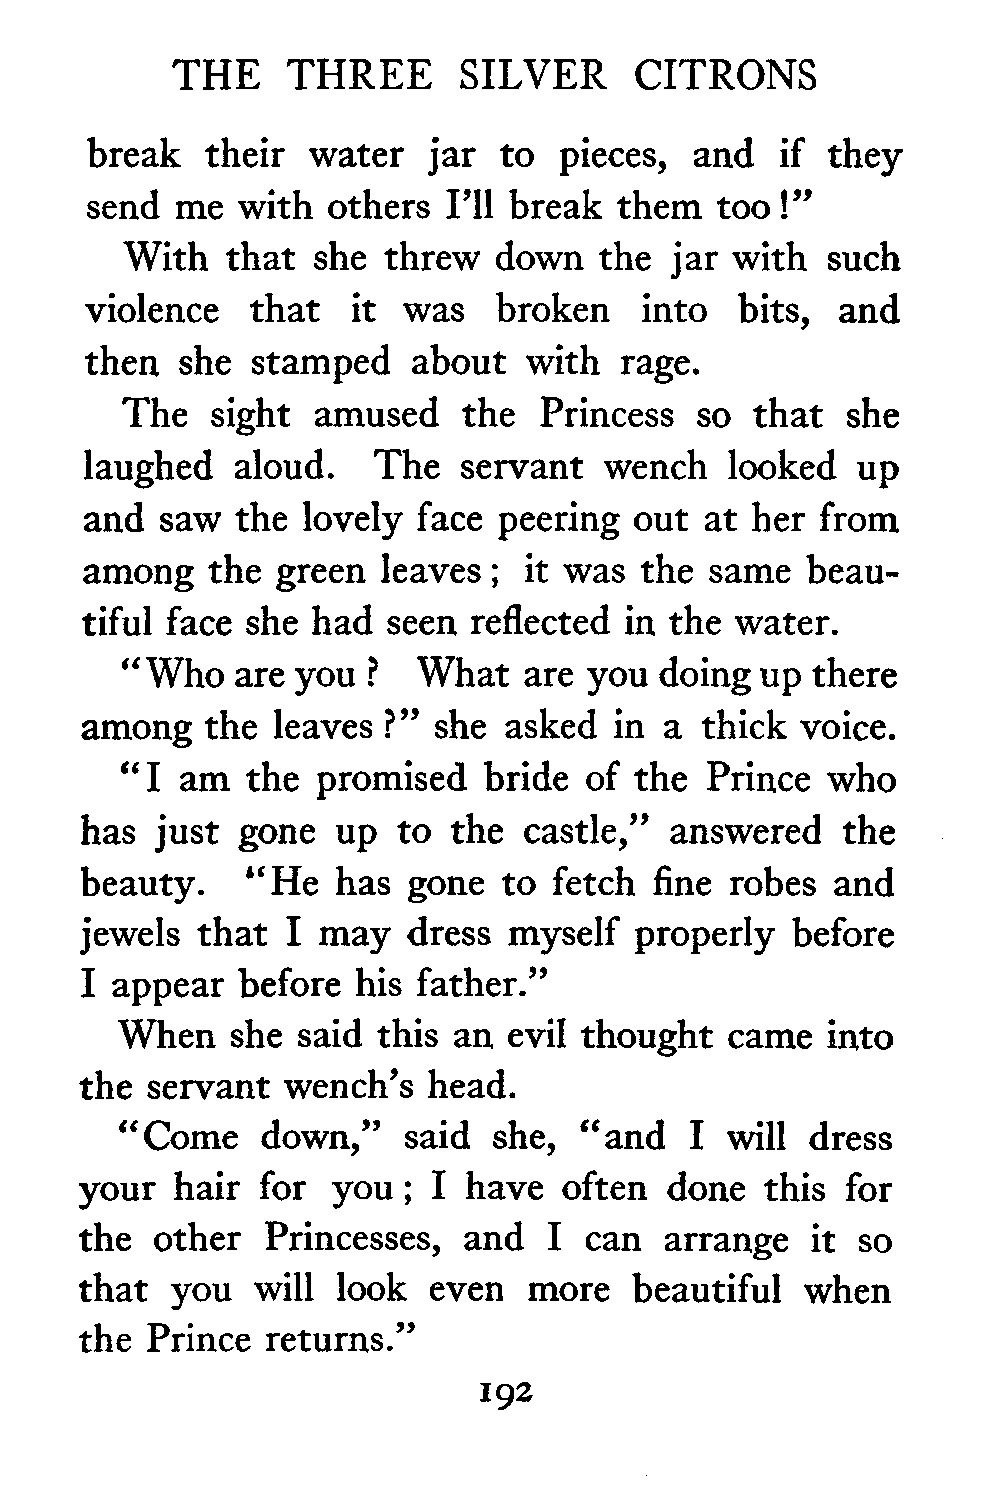 THE THREE SILVER CITRONS
break their water jar to pieces, and if they
send me with others I'll break them too!"
With that she threw down the jar with such
violence that it was broken into bits, and
then she stamped about with rage.
The sight amused the Princess so that she
laughed aloud. The servant wench looked up
and saw the lovely face peering out at her from
among the green leaves; it was the same beau-
tiful face she had seen reflected in the water.
"Who are you? What are you doing up there
among the leaves?" she asked in a thick voice.
"I am the promised bride of the Prince who
has just gone up to the castle," answered the
beauty. "He has gone to fetch fine robes and
jewels that I may dress myself properly before
I appear before his father."
When she said this an evil thought came into
the servant wench's head.
"Come down," said she, "and I will dress
your hair for you; I have often done this for
the other Princesses, and I can arrange it so
that you will look even more beautiful when
the Prince returns."
192